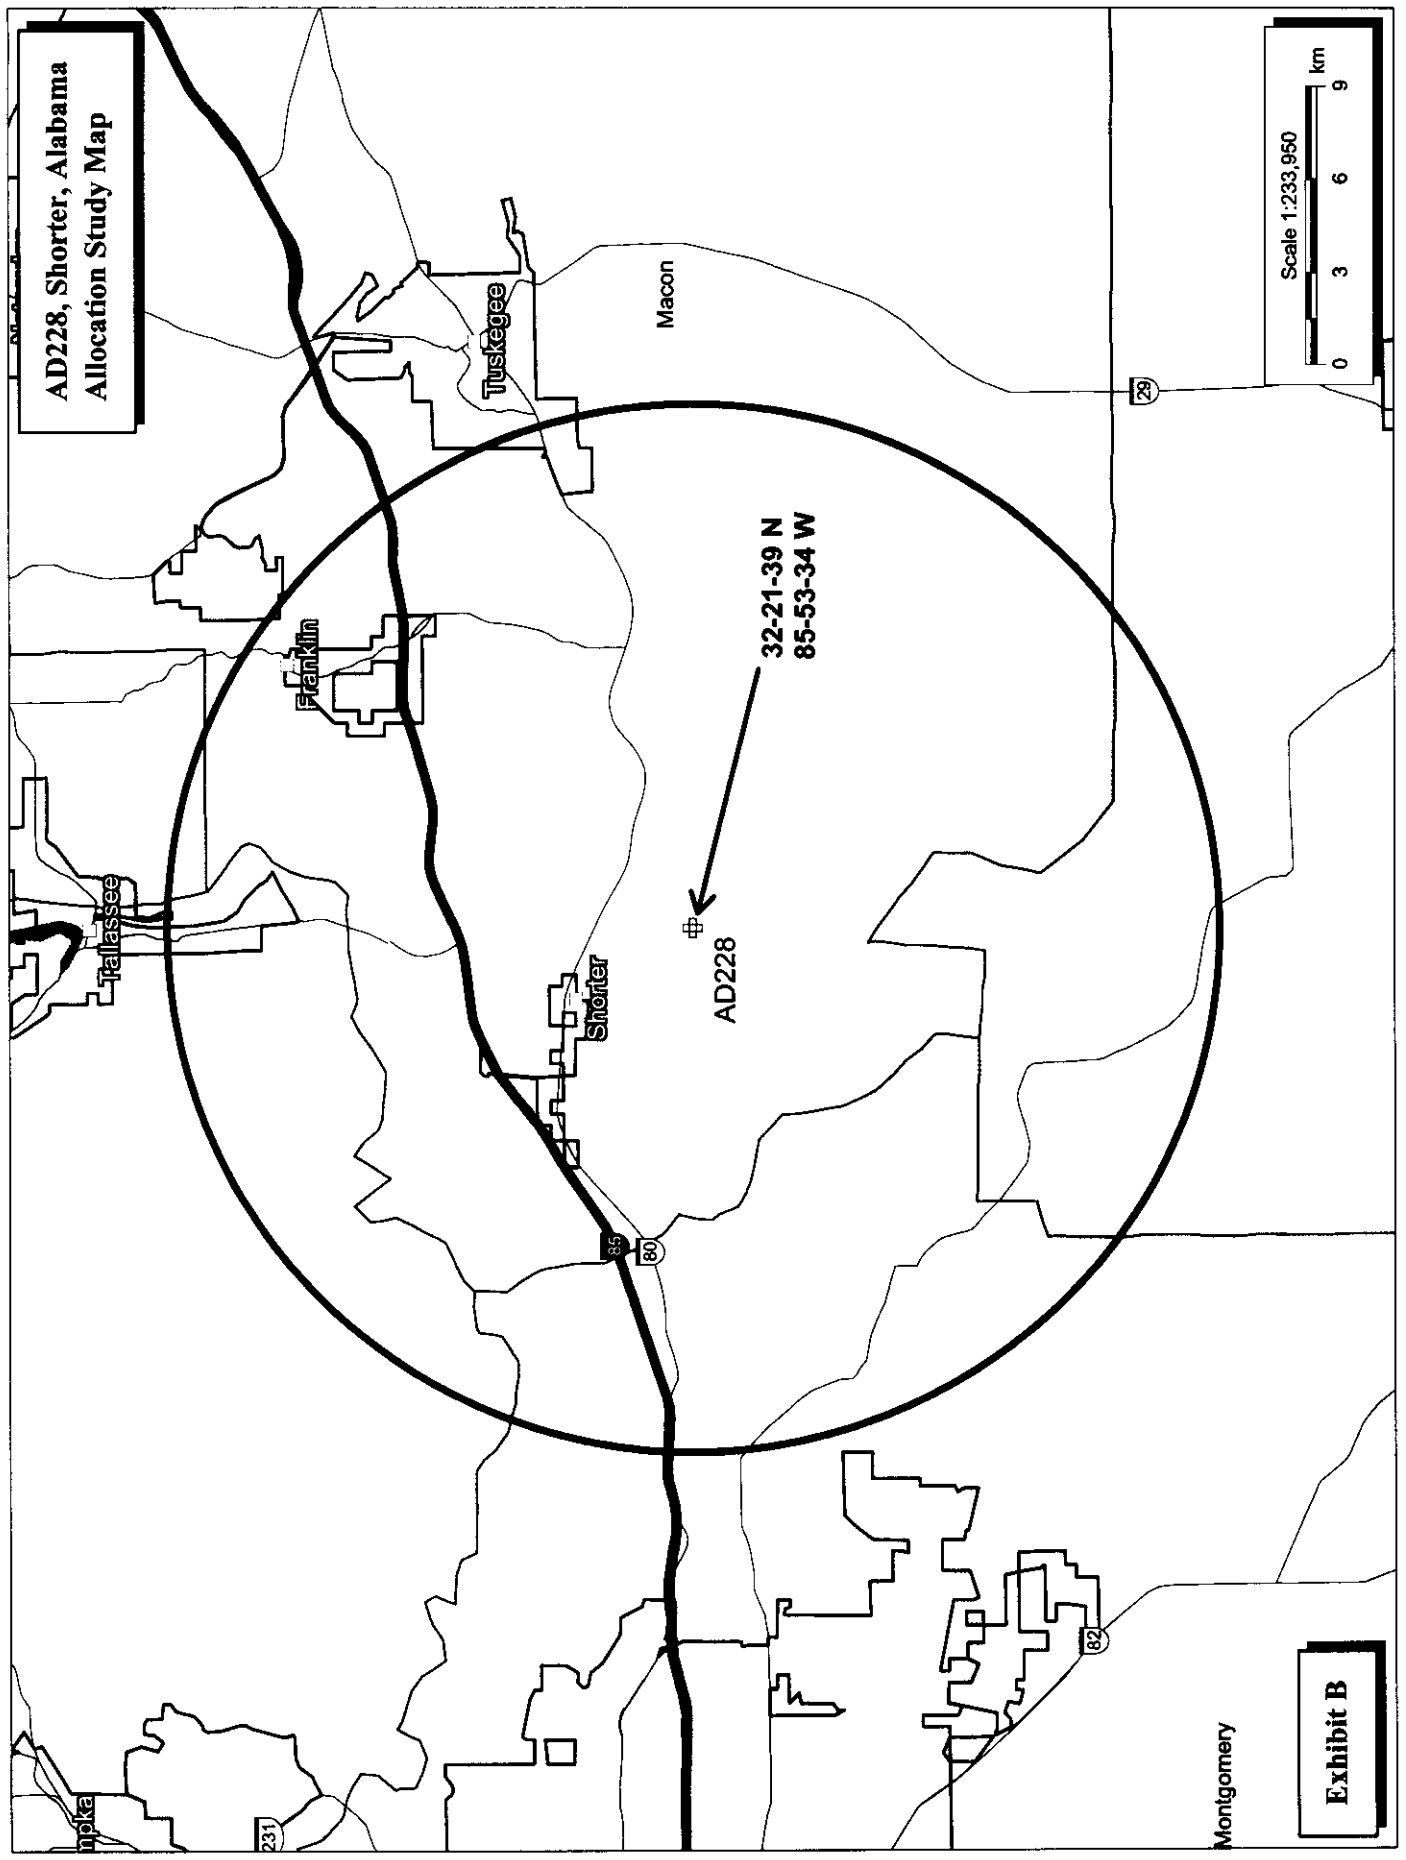 AD228, Shorter, Alabama
Allocation Study Map
Tallassee
Franklin
Tuskegee
Macon
Shorter
AD228
32-21-39 N
85-53-34 W
85
80
231
82
29
Montgomery
Exhibit B
Scale 1:233,950
0 3 6 9 km